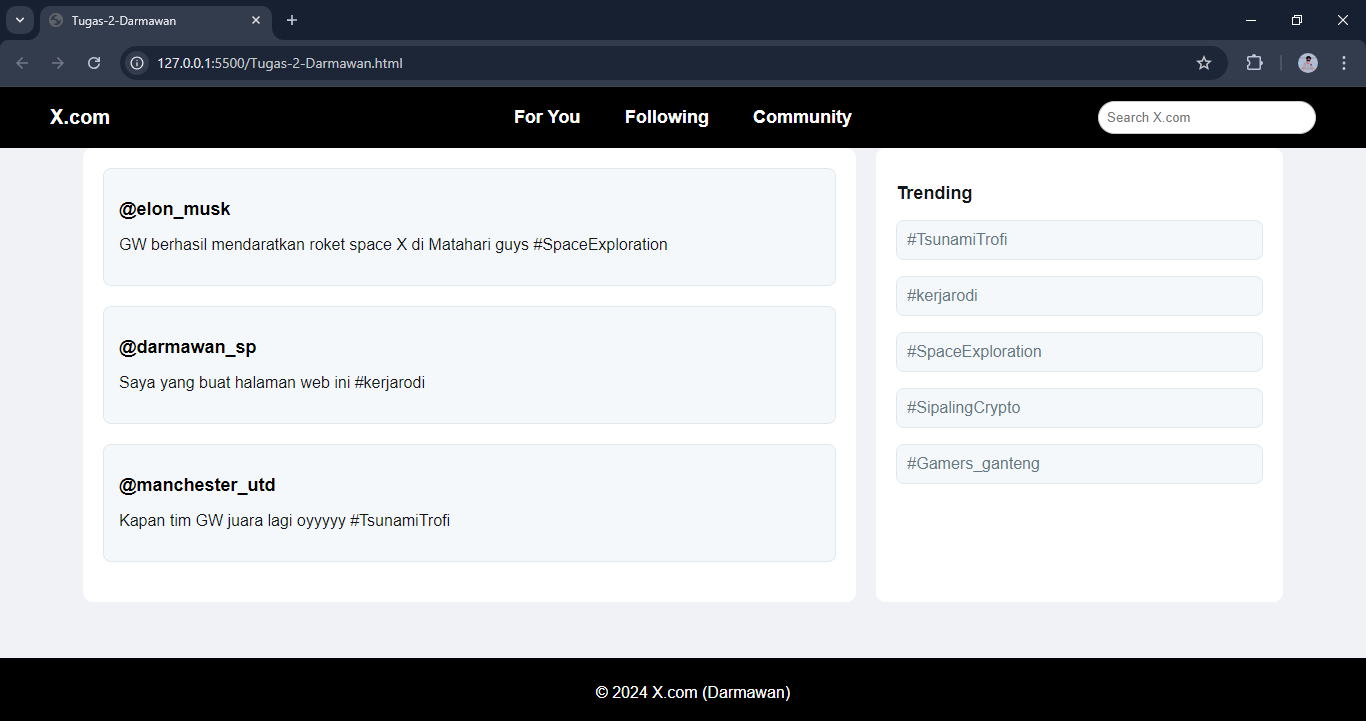 Tugas-2-Darmawan
127.0.0.1:5500/Tugas-2-Darmawan.html
X.com
For You
Following
Community
Search X.com
@elon_musk
GW berhasil mendaratkan roket space X di Matahari guys #SpaceExploration
@darmawan_sp
Saya yang buat halaman web ini #kerjarodi
@manchester_utd
Kapan tim GW juara lagi oyyyyy #TsunamiTrofi
Trending
#TsunamiTrofi
#kerjarodi
#SpaceExploration
#SipalingCrypto
#Gamers_ganteng
© 2024 X.com (Darmawan)